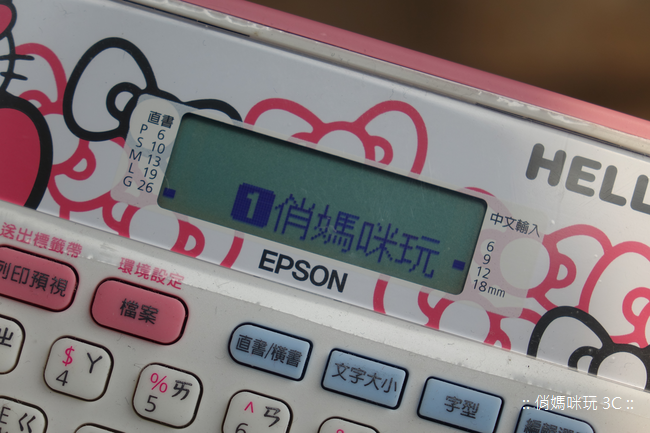 HELL
直書
P 6
S 10
M 13
L 19
G 26
1俏媽咪玩
中文輸入
6
9
12
18mm
EPSON
送出標籤帶
列印預視
環境設定
檔案
直書/橫書
文字大小
字型
$ ㄚ
4
% ㄞ
5
^ ㄢ
6
:: 俏媽咪玩 3C ::